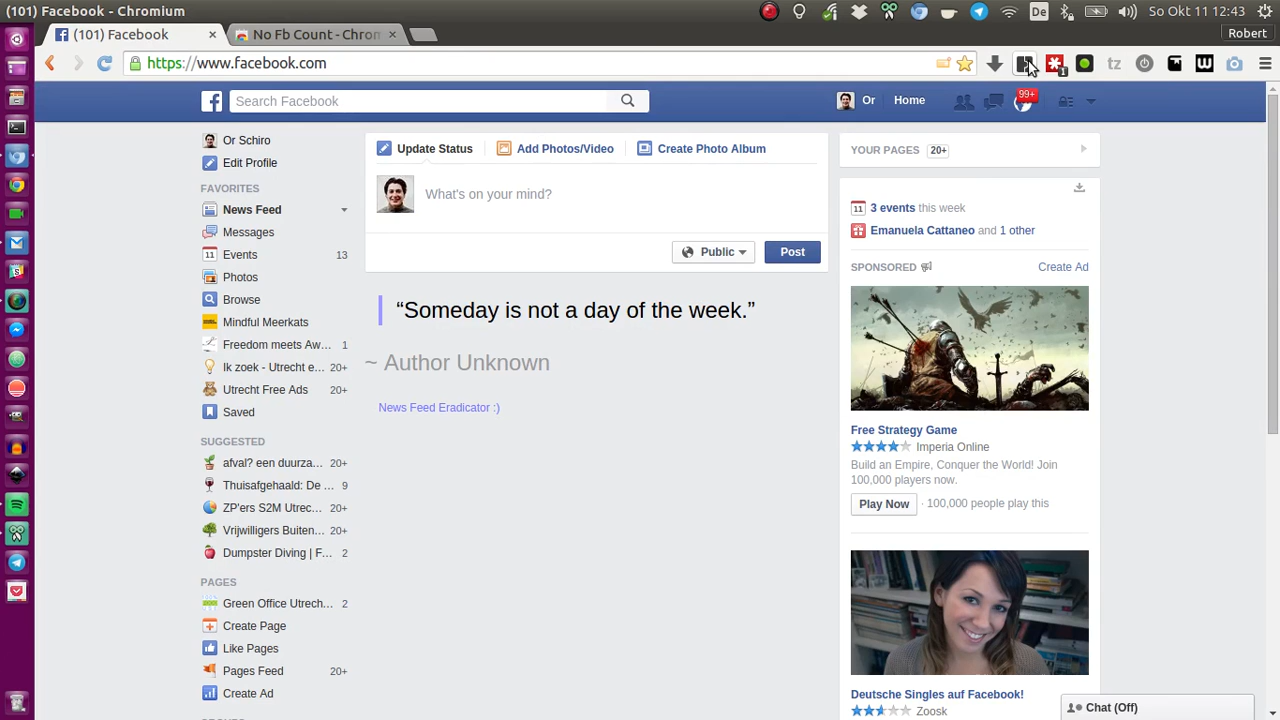 (101) Facebook - Chromium
De
So Okt 11 12:43
(101) Facebook
No Fb Count - Chrom
Robert
https://www.facebook.com
1
tz
W
Search Facebook
Or
Home
99+
Or Schiro
Edit Profile
FAVORITES
News Feed
Messages
Events 13
Photos
Browse
Mindful Meerkats
Freedom meets Aw... 1
Ik zoek - Utrecht e... 20+
Utrecht Free Ads 20+
Saved
SUGGESTED
afval? een duurza... 20+
Thuisafgehaald: De ... 9
ZP'ers S2M Utrec... 20+
Vrijwilligers Buiten... 20+
Dumpster Diving | F... 2
PAGES
Green Office Utrech... 2
Create Page
Like Pages
Pages Feed 20+
Create Ad
Update Status
Add Photos/Video
Create Photo Album
What's on your mind?
Public
Post
“Someday is not a day of the week.”
~ Author Unknown
News Feed Eradicator :)
YOUR PAGES 20+
11 3 events this week
Emanuela Cattaneo and 1 other
SPONSORED
Create Ad
Free Strategy Game
Imperia Online
Build an Empire, Conquer the World! Join
100,000 players now.
Play Now · 100,000 people play this
Deutsche Singles auf Facebook!
Zoosk
Chat (Off)